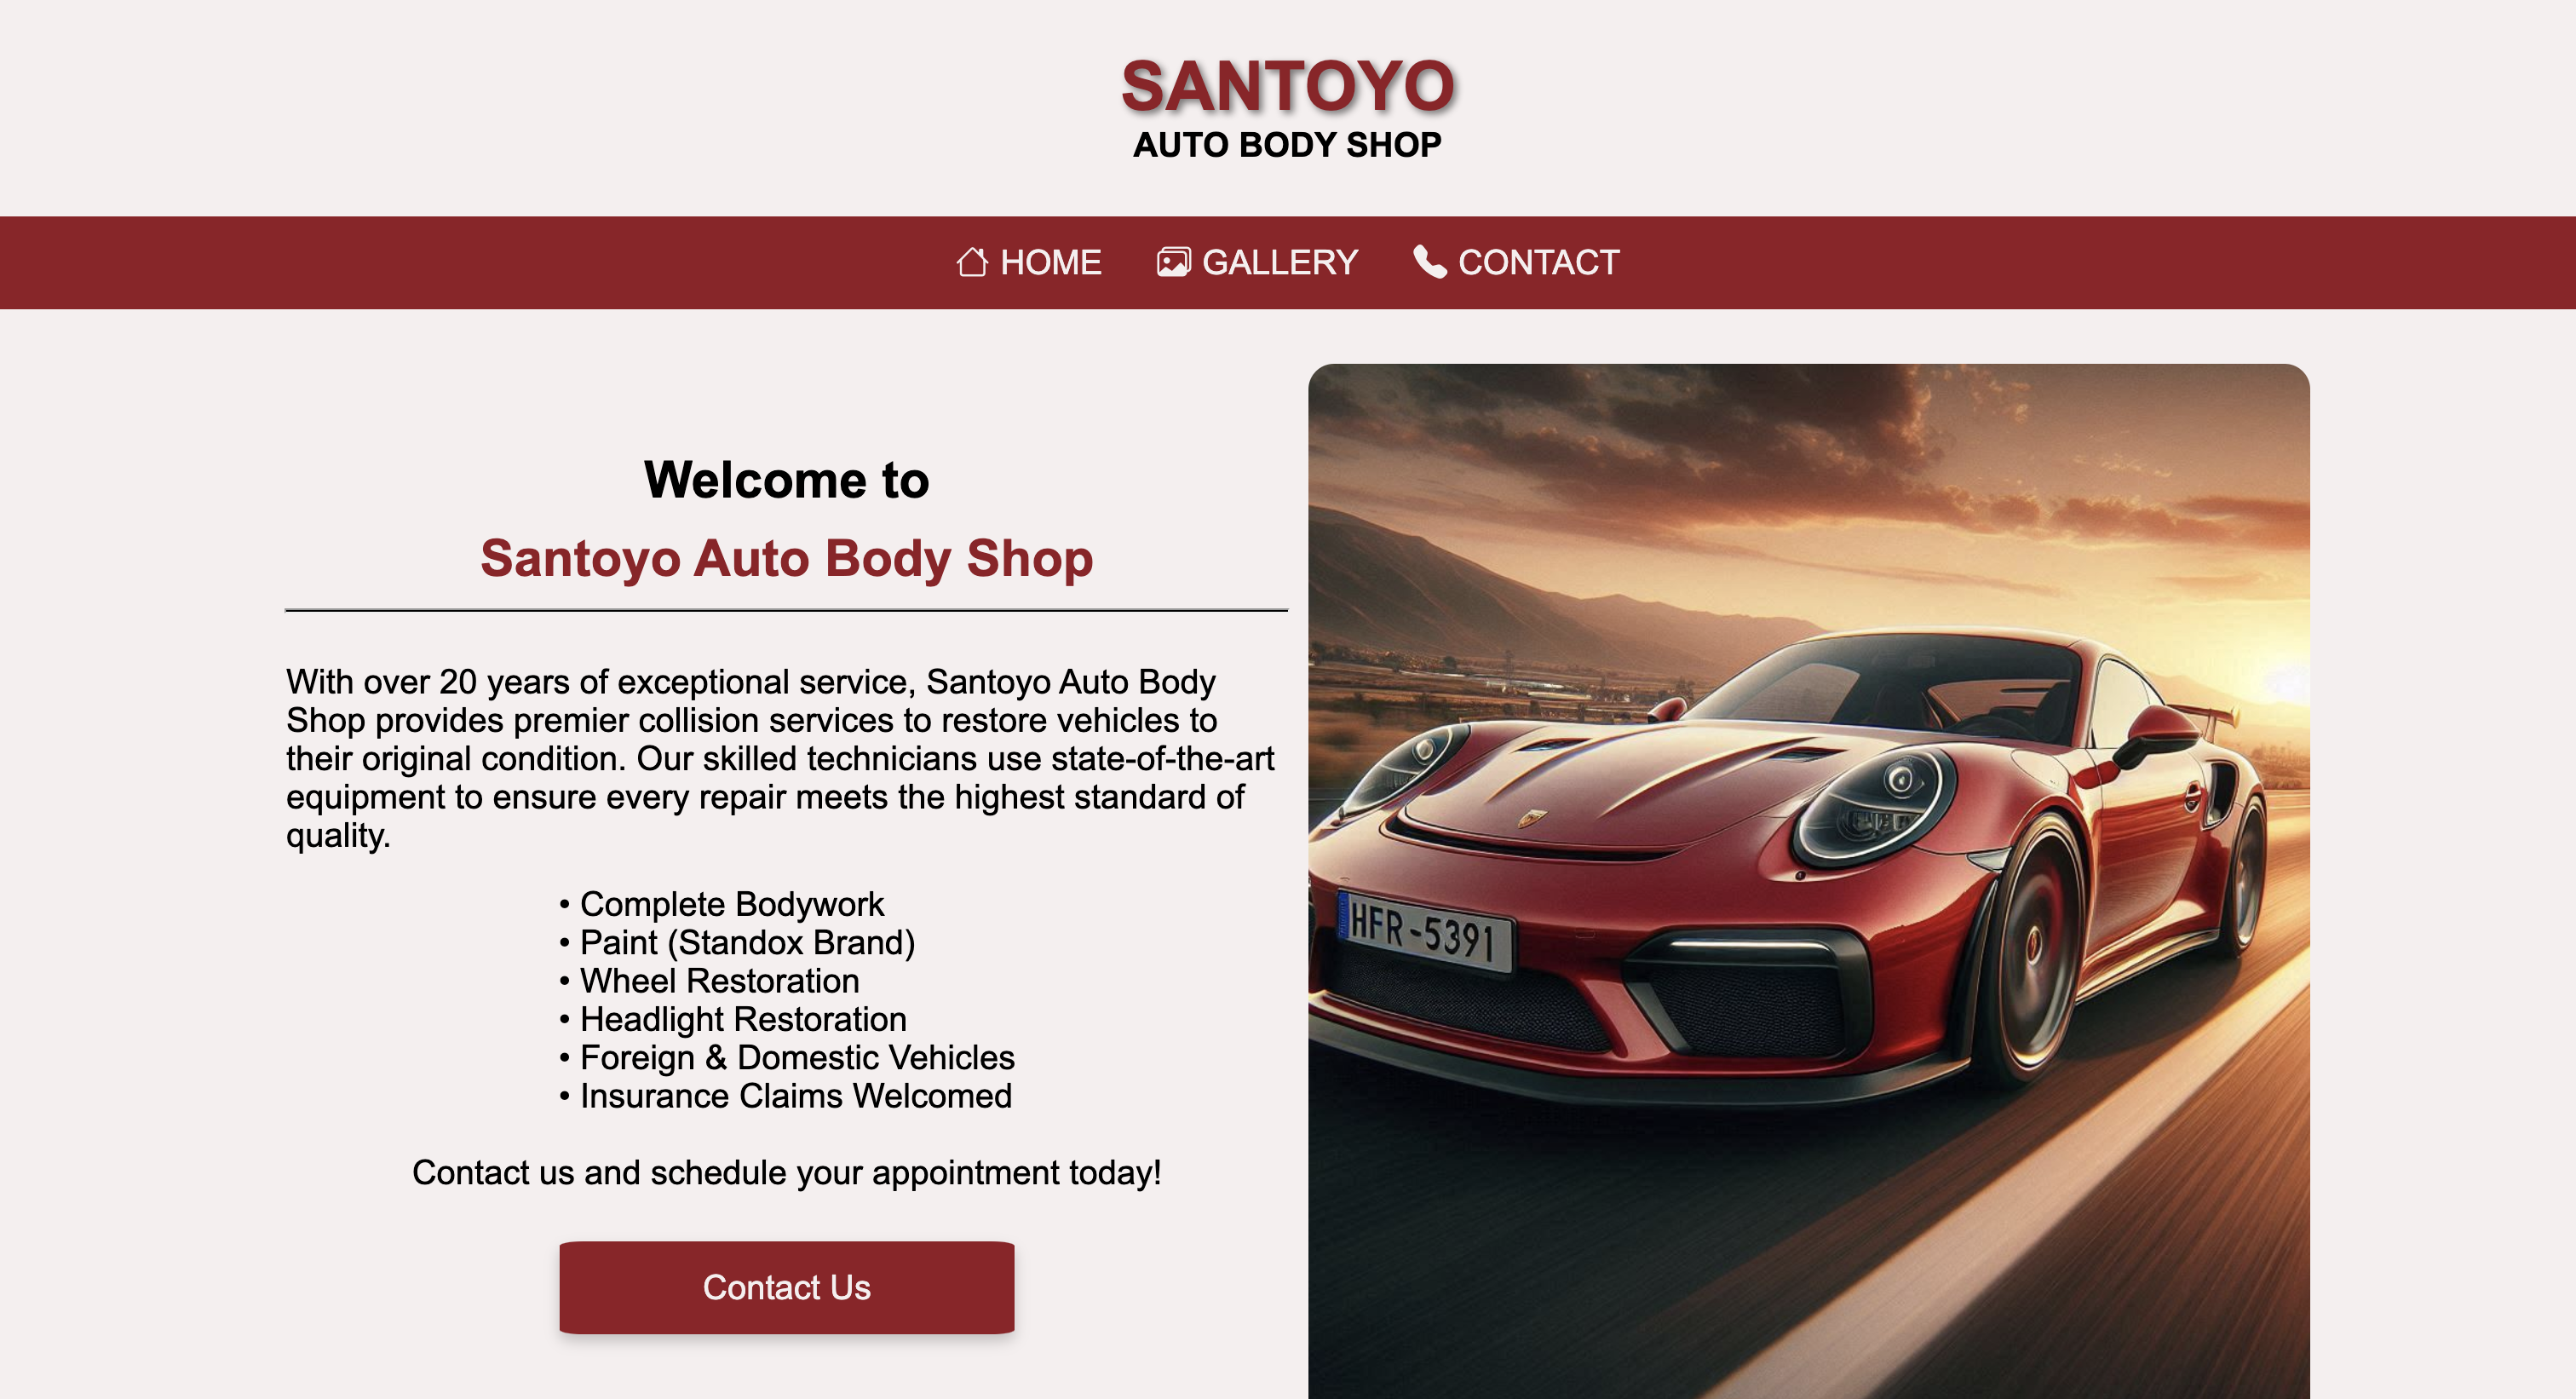 SANTOYO
AUTO BODY SHOP
HOME GALLERY CONTACT
Welcome to
Santoyo Auto Body Shop
With over 20 years of exceptional service, Santoyo Auto Body
Shop provides premier collision services to restore vehicles to
their original condition. Our skilled technicians use state-of-the-art
equipment to ensure every repair meets the highest standard of
quality.
• Complete Bodywork
• Paint (Standox Brand)
• Wheel Restoration
• Headlight Restoration
• Foreign & Domestic Vehicles
• Insurance Claims Welcomed
Contact us and schedule your appointment today!
Contact Us
HFR-5391